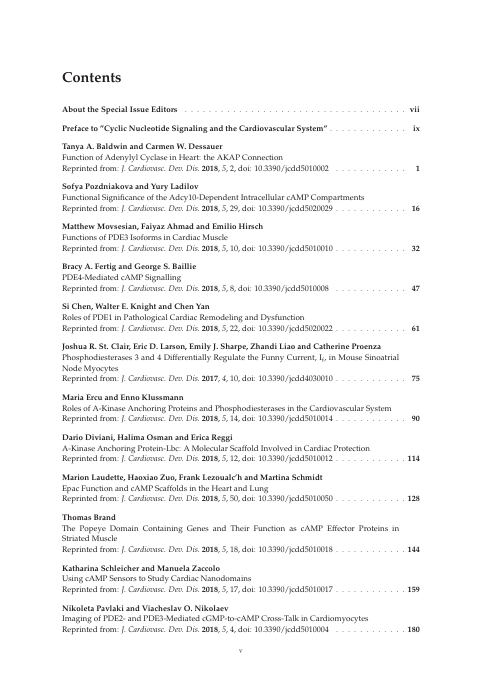 Contents
About the Special Issue Editors . . . . . . . . . . . . . . . . . . . . . . . . . . . . . . . . . . . . . . vii
Preface to "Cyclic Nucleotide Signaling and the Cardiovascular System" . . . . . . . . . . . . . ix
Tanya A. Baldwin and Carmen W. Dessauer
Function of Adenylyl Cyclase in Heart: the AKAP Connection
Reprinted from: J. Cardiovasc. Dev. Dis. 2018, 5, 2, doi: 10.3390/jcdd5010002 . . . . . . . . . . . . 1
Sofya Pozdniakova and Yury Ladilov
Functional Significance of the Adcy10-Dependent Intracellular cAMP Compartments
Reprinted from: J. Cardiovasc. Dev. Dis. 2018, 5, 29, doi: 10.3390/jcdd5020029 . . . . . . . . . . . . 16
Matthew Movsesian, Faiyaz Ahmad and Emilio Hirsch
Functions of PDE3 Isoforms in Cardiac Muscle
Reprinted from: J. Cardiovasc. Dev. Dis. 2018, 5, 10, doi: 10.3390/jcdd5010010 . . . . . . . . . . . . 32
Bracy A. Fertig and George S. Baillie
PDE4-Mediated cAMP Signalling
Reprinted from: J. Cardiovasc. Dev. Dis. 2018, 5, 8, doi: 10.3390/jcdd5010008 . . . . . . . . . . . . 47
Si Chen, Walter E. Knight and Chen Yan
Roles of PDE1 in Pathological Cardiac Remodeling and Dysfunction
Reprinted from: J. Cardiovasc. Dev. Dis. 2018, 5, 22, doi: 10.3390/jcdd5020022 . . . . . . . . . . . . 61
Joshua R. St. Clair, Eric D. Larson, Emily J. Sharpe, Zhandi Liao and Catherine Proenza
Phosphodiesterases 3 and 4 Differentially Regulate the Funny Current, If, in Mouse Sinoatrial
Node Myocytes
Reprinted from: J. Cardiovasc. Dev. Dis. 2017, 4, 10, doi: 10.3390/jcdd4030010 . . . . . . . . . . . . 75
Maria Ercu and Enno Klussmann
Roles of A-Kinase Anchoring Proteins and Phosphodiesterases in the Cardiovascular System
Reprinted from: J. Cardiovasc. Dev. Dis. 2018, 5, 14, doi: 10.3390/jcdd5010014 . . . . . . . . . . . . 90
Dario Diviani, Halima Osman and Erica Reggi
A-Kinase Anchoring Protein-Lbc: A Molecular Scaffold Involved in Cardiac Protection
Reprinted from: J. Cardiovasc. Dev. Dis. 2018, 5, 12, doi: 10.3390/jcdd5010012 . . . . . . . . . . . . 114
Marion Laudette, Haoxiao Zuo, Frank Lezoualc'h and Martina Schmidt
Epac Function and cAMP Scaffolds in the Heart and Lung
Reprinted from: J. Cardiovasc. Dev. Dis. 2018, 5, 50, doi: 10.3390/jcdd5010050 . . . . . . . . . . . . 128
Thomas Brand
The Popeye Domain Containing Genes and Their Function as cAMP Effector Proteins in
Striated Muscle
Reprinted from: J. Cardiovasc. Dev. Dis. 2018, 5, 18, doi: 10.3390/jcdd5010018 . . . . . . . . . . . . 144
Katharina Schleicher and Manuela Zaccolo
Using cAMP Sensors to Study Cardiac Nanodomains
Reprinted from: J. Cardiovasc. Dev. Dis. 2018, 5, 17, doi: 10.3390/jcdd5010017 . . . . . . . . . . . . 159
Nikoleta Pavlaki and Viacheslav O. Nikolaev
Imaging of PDE2- and PDE3-Mediated cGMP-to-cAMP Cross-Talk in Cardiomyocytes
Reprinted from: J. Cardiovasc. Dev. Dis. 2018, 5, 4, doi: 10.3390/jcdd5010004 . . . . . . . . . . . . 180
v